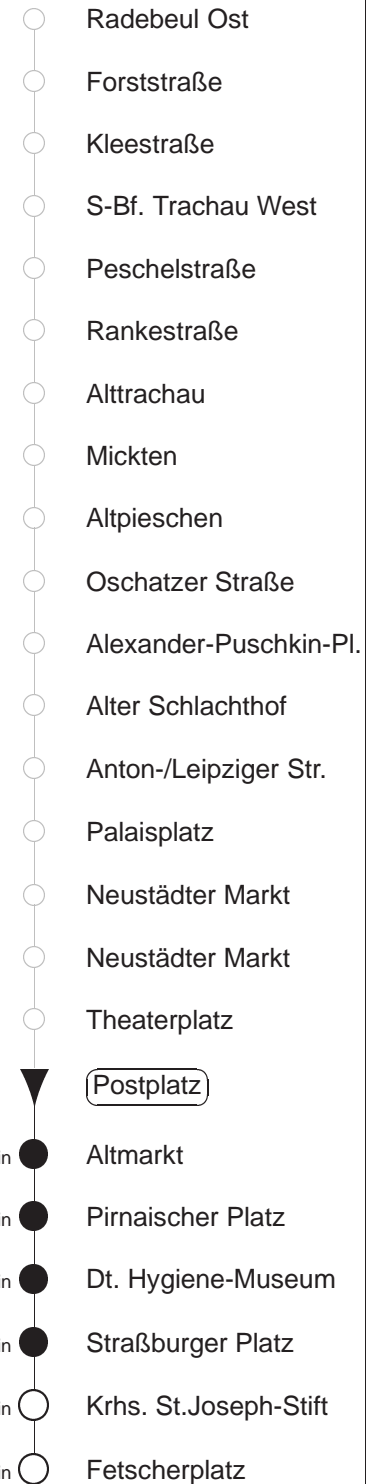 Radebeul Ost
Forststraße
Kleestraße
S-Bf. Trachau West
Peschelstraße
Rankestraße
Alttrachau
Mickten
Altpieschen
Oschatzer Straße
Alexander-Puschkin-Pl.
Alter Schlachthof
Anton-/Leipziger Str.
Palaisplatz
Neustädter Markt
Neustädter Markt
Theaterplatz
Postplatz
Altmarkt
Pirnaischer Platz
Dt. Hygiene-Museum
Straßburger Platz
Krhs. St.Joseph-Stift
Fetscherplatz